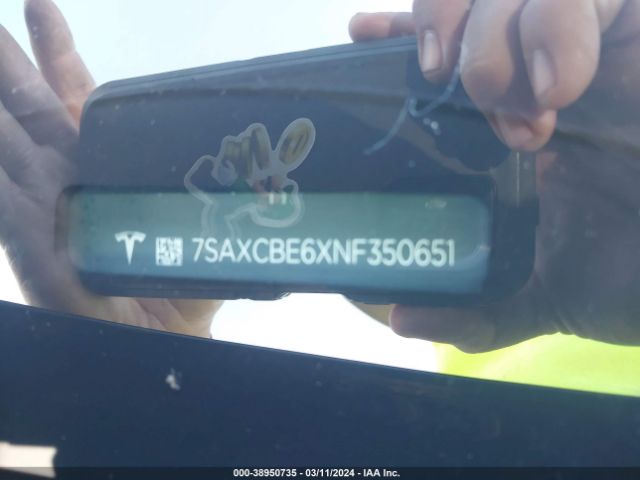 7SAXCBE6XNF350651
000-38950735 - 03/11/2024 - IAA Inc.